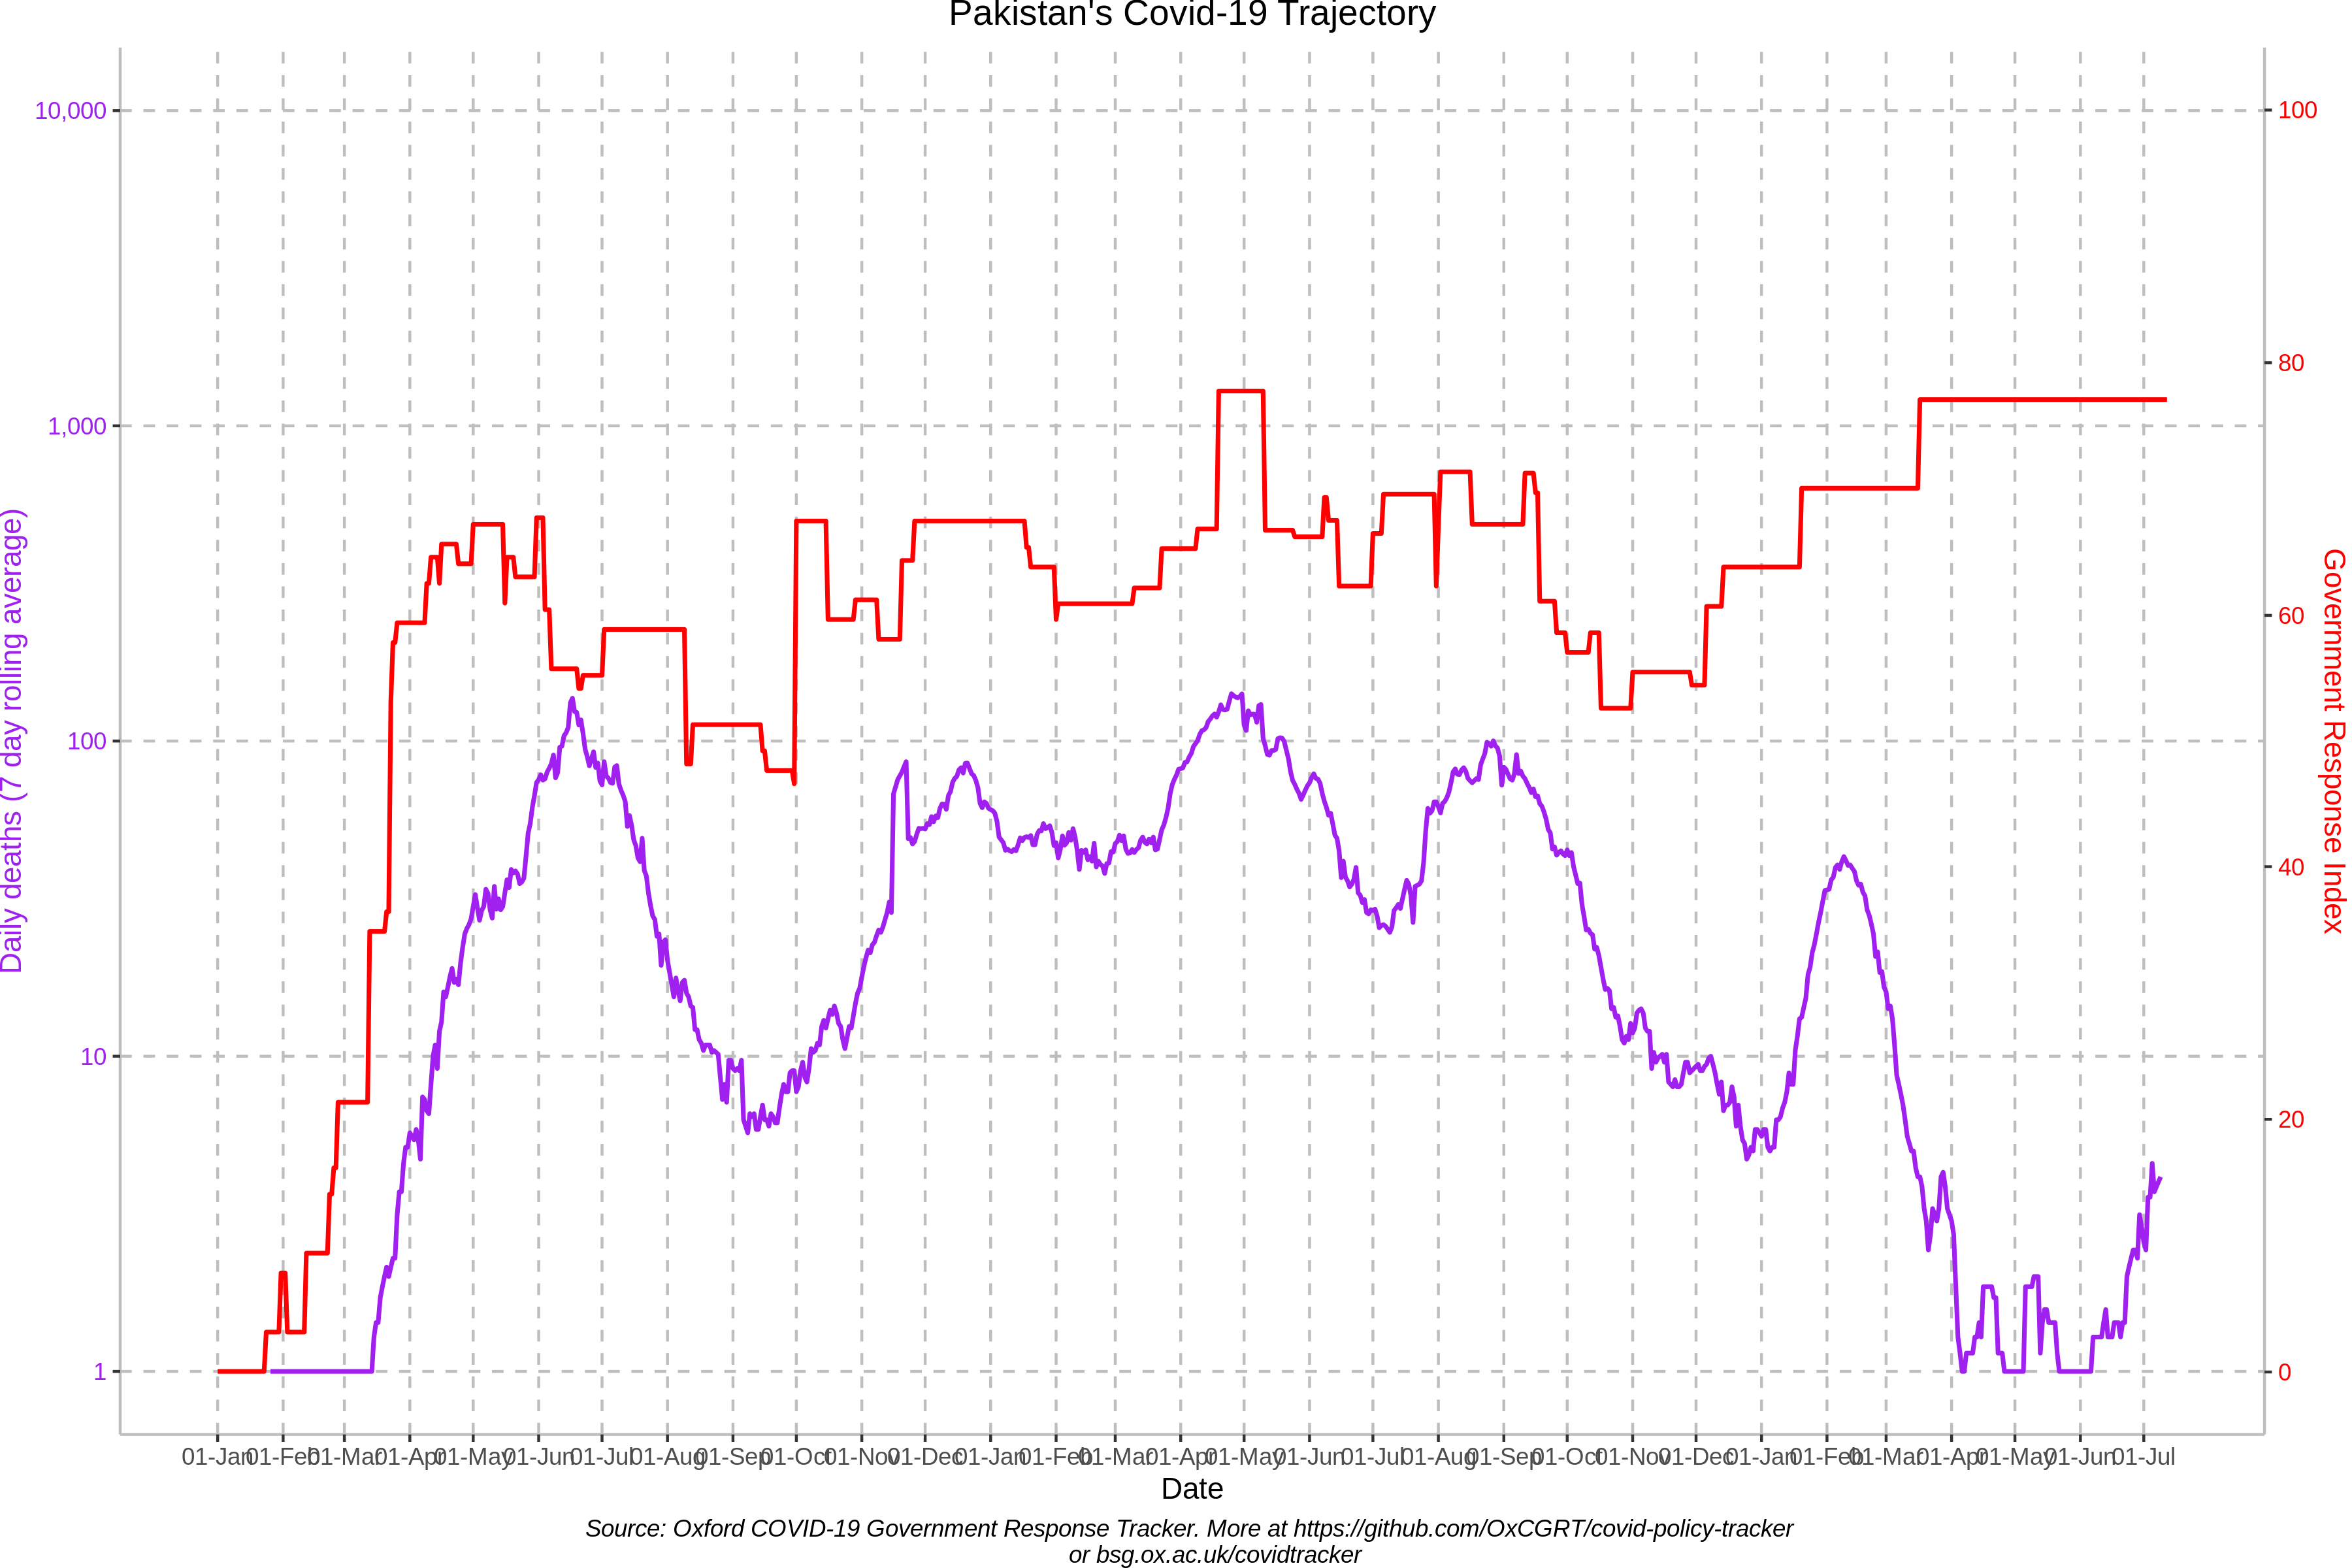 Pakistan's Covid-19 Trajectory
10,000
1,000
100
10
1
Daily deaths (7 day rolling average)
100
80
60
40
20
0
Government Response Index
01-Jan 01-Feb 01-Mar 01-Apr 01-May 01-Jun 01-Jul 01-Aug 01-Sep 01-Oct 01-Nov 01-Dec 01-Jan 01-Feb 01-Mar 01-Apr 01-May 01-Jun 01-Jul 01-Aug 01-Sep 01-Oct 01-Nov 01-Dec 01-Jan 01-Feb 01-Mar 01-Apr 01-May 01-Jun 01-Jul
Date
Source: Oxford COVID-19 Government Response Tracker. More at https://github.com/OxCGRT/covid-policy-tracker
or bsg.ox.ac.uk/covidtracker